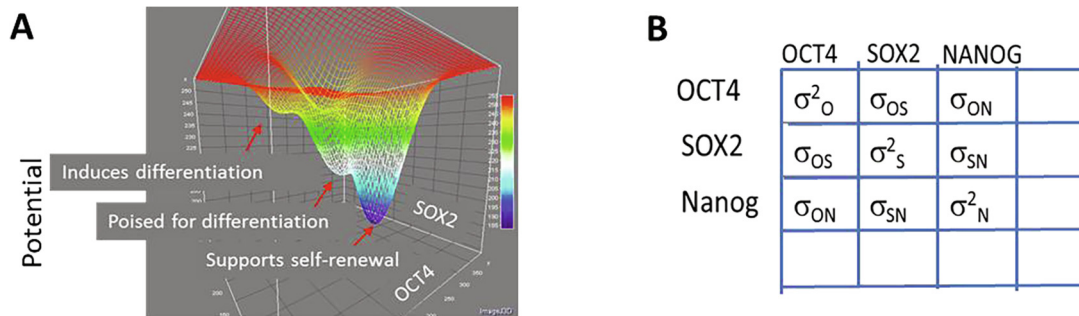 A
Potential
Induces differentiation
Poised for differentiation
Supports self-renewal
SOX2
OCT4
ImageJ3D
B
OCT4 SOX2 NANOG
OCT4 σ²O σOS σON
SOX2 σOS σ²S σSN
Nanog σON σSN σ²N